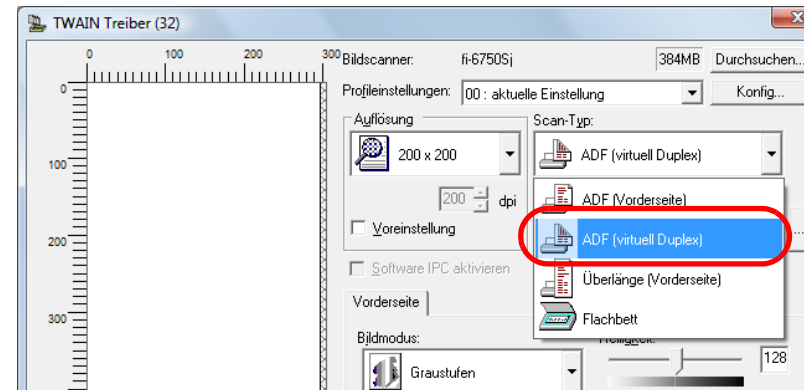 TWAIN Treiber (32)
0 100 200 300
Bildscanner: fi-6750Sj 384MB Durchsuchen...
0
Profileinstellungen: 00 : aktuelle Einstellung Konfig...
Auflösung Scan-Typ:
200 x 200 ADF (virtuell Duplex)
100
200 dpi ADF (Vorderseite)
Voreinstellung ADF (virtuell Duplex) ...
200
Software IPC aktivieren Überlänge (Vorderseite)
Vorderseite
300 Flachbett
Bildmodus: Helligkeit:
Graustufen 128